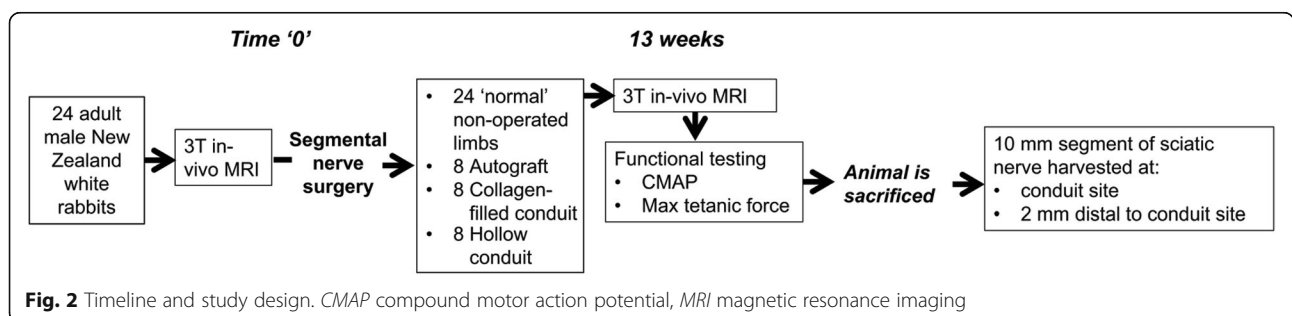 Time '0'
13 weeks
24 adult
male New
Zealand
white
rabbits
3T in-
vivo MRI
Segmental
nerve
surgery
• 24 'normal'
non-operated
limbs
• 8 Autograft
• 8 Collagen-
filled conduit
• 8 Hollow
conduit
3T in-vivo MRI
Functional testing
• CMAP
• Max tetanic force
Animal is
sacrificed
10 mm segment of sciatic
nerve harvested at:
• conduit site
• 2 mm distal to conduit site
Fig. 2 Timeline and study design. CMAP compound motor action potential, MRI magnetic resonance imaging